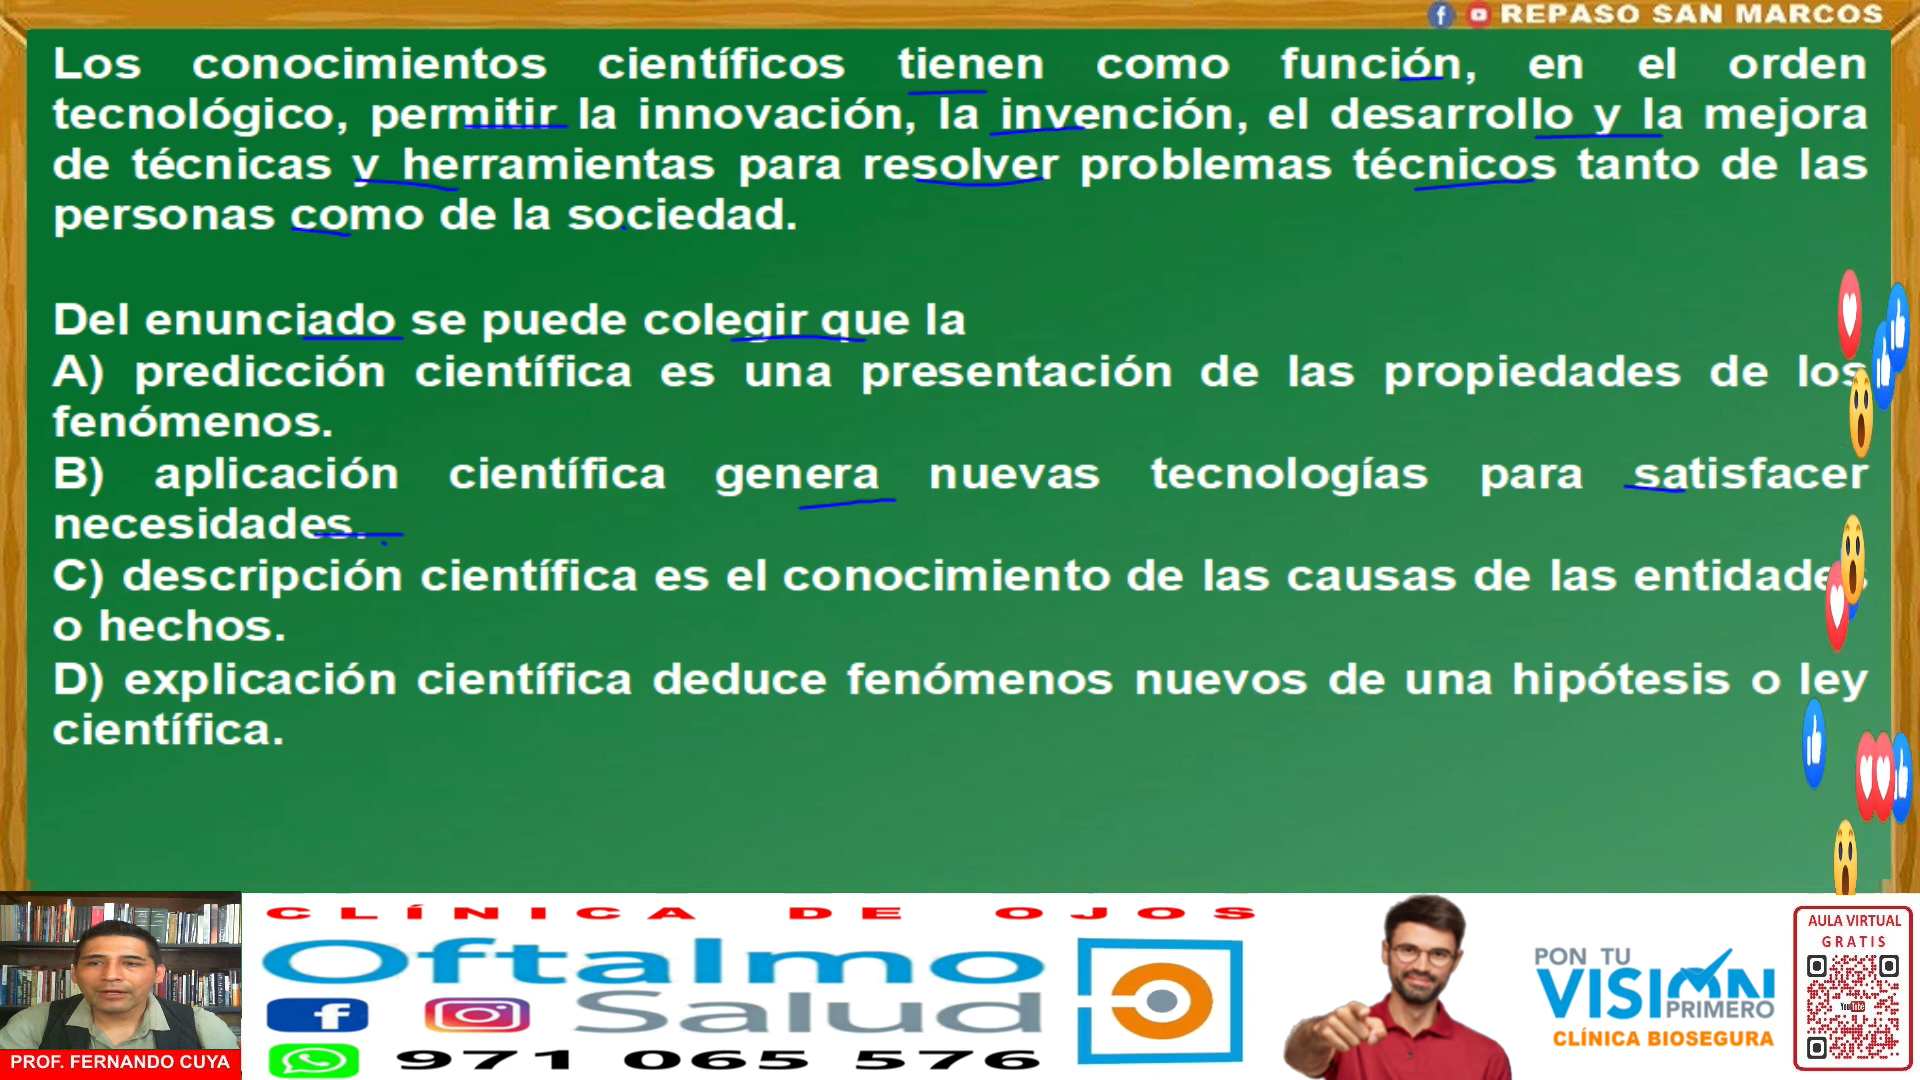 REPASO SAN MARCOS
Los conocimientos científicos tienen como función, en el orden
tecnológico, permitir la innovación, la invención, el desarrollo y la mejora
de técnicas y herramientas para resolver problemas técnicos tanto de las
personas como de la sociedad.
Del enunciado se puede colegir que la
A) predicción científica es una presentación de las propiedades de los
fenómenos.
B) aplicación científica genera nuevas tecnologías para satisfacer
necesidades.
C) descripción científica es el conocimiento de las causas de las entidades
o hechos.
D) explicación científica deduce fenómenos nuevos de una hipótesis o ley
científica.
PROF. FERNANDO CUYA
CLÍNICA DE OJOS
Oftalmo
Salud
971 065 576
PON TU
VISIÓN
PRIMERO
CLÍNICA BIOSEGURA
AULA VIRTUAL
GRATIS
YouTube